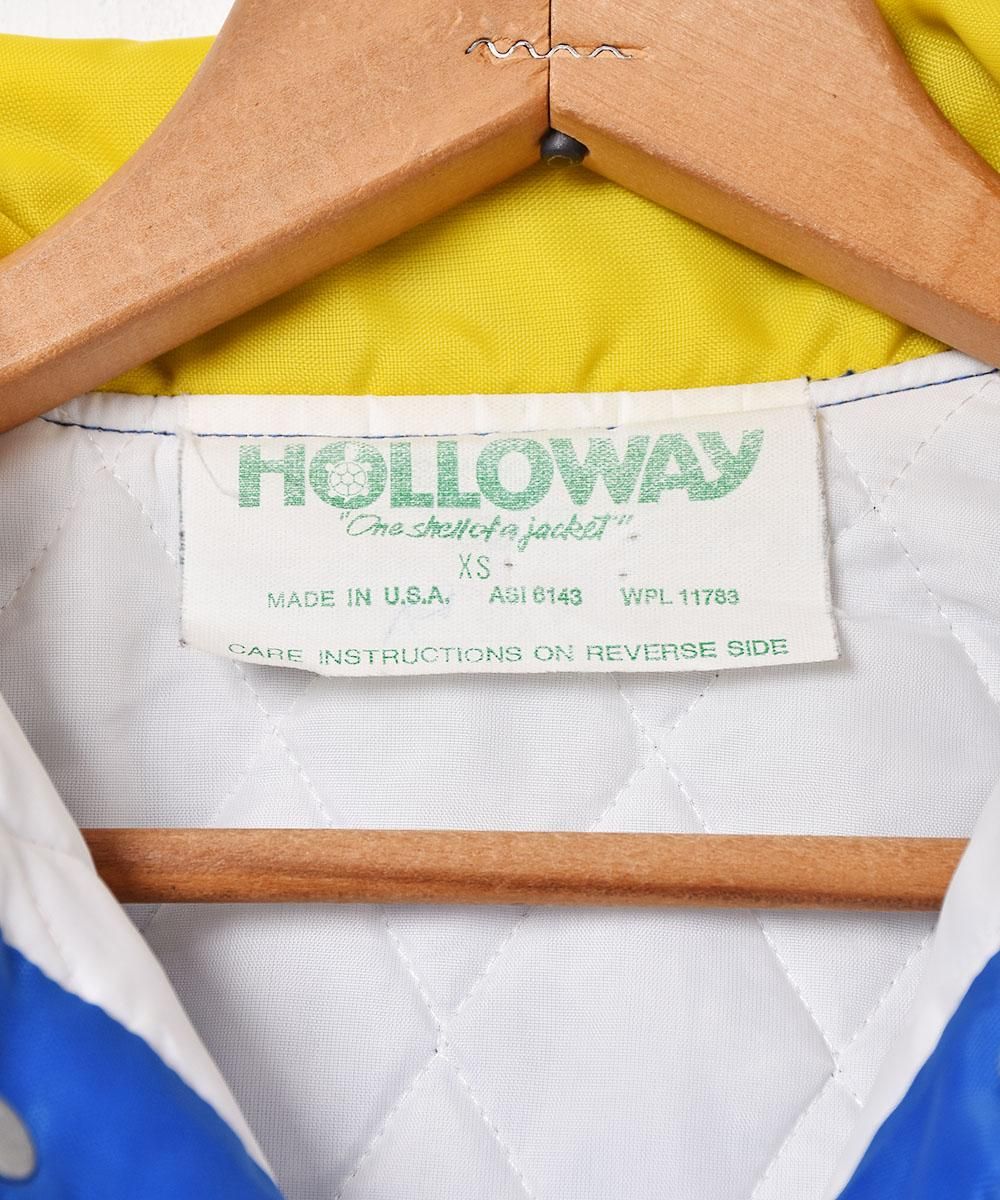 HOLLOWAY
"One shell of a jacket"
XS
MADE IN U.S.A. ASI 6143 WPL 11783
CARE INSTRUCTIONS ON REVERSE SIDE